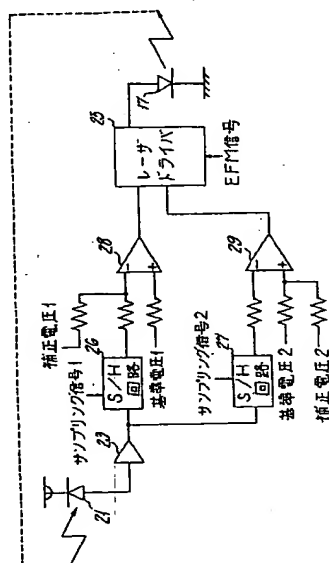 補正電圧1
サンプリング信号1
26
S/H
回路
基準電圧1
28
−
+
25
レーザ
ドライバ
17
EFM信号
21
23
サンプリング信号2
27
S/H
回路
29
−
+
基準電圧2
補正電圧2